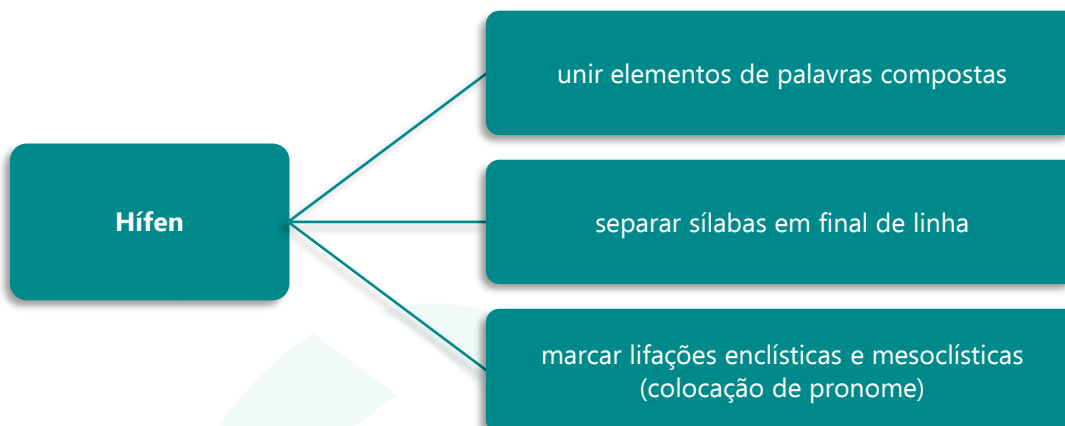 Hífen
unir elementos de palavras compostas
separar sílabas em final de linha
marcar lifações enclísticas e mesoclísticas
(colocação de pronome)